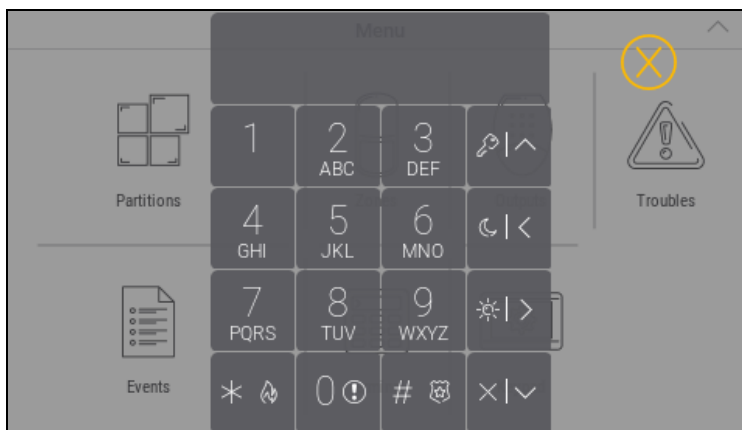 Menu
1
2
3
ABC
DEF
Partitions
Troubles
4
5
6
GHI
JKL
MNO
7
8
9
PQRS
TUV
WXYZ
Events
* 0 #